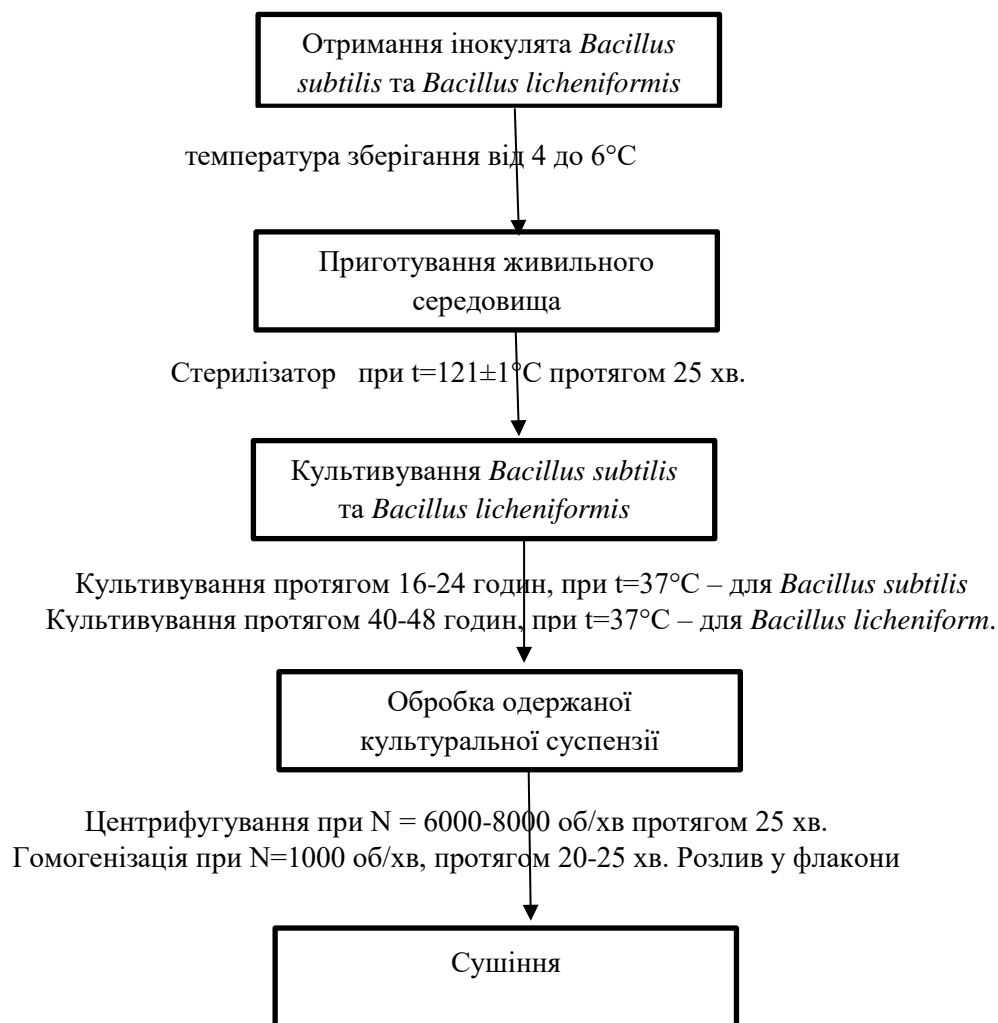 Отримання інокулята Bacillus
subtilis та Bacillus licheniformis
температура зберігання від 4 до 6°С
Приготування живильного
середовища
Стерилізатор при t=121±1°С протягом 25 хв.
Культивування Bacillus subtilis
та Bacillus licheniformis
Культивування протягом 16-24 годин, при t=37°С – для Bacillus subtilis
Культивування протягом 40-48 годин, при t=37°С – для Bacillus licheniform.
Обробка одержаної
культуральної суспензії
Центрифугування при N = 6000-8000 об/хв протягом 25 хв.
Гомогенізація при N=1000 об/хв, протягом 20-25 хв. Розлив у флакони
Сушіння